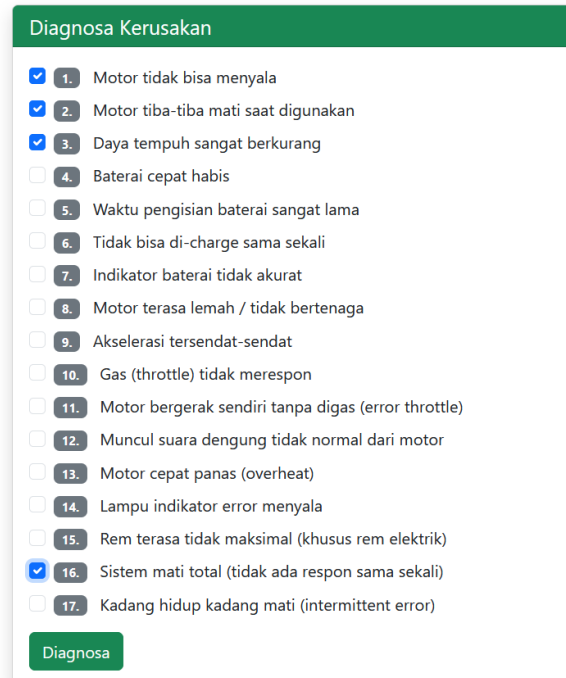 Diagnosa Kerusakan
1. Motor tidak bisa menyala
2. Motor tiba-tiba mati saat digunakan
3. Daya tempuh sangat berkurang
4. Baterai cepat habis
5. Waktu pengisian baterai sangat lama
6. Tidak bisa di-charge sama sekali
7. Indikator baterai tidak akurat
8. Motor terasa lemah / tidak bertenaga
9. Akselerasi tersendat-sendat
10. Gas (throttle) tidak merespon
11. Motor bergerak sendiri tanpa digas (error throttle)
12. Muncul suara dengung tidak normal dari motor
13. Motor cepat panas (overheat)
14. Lampu indikator error menyala
15. Rem terasa tidak maksimal (khusus rem elektrik)
16. Sistem mati total (tidak ada respon sama sekali)
17. Kadang hidup kadang mati (intermittent error)
Diagnosa